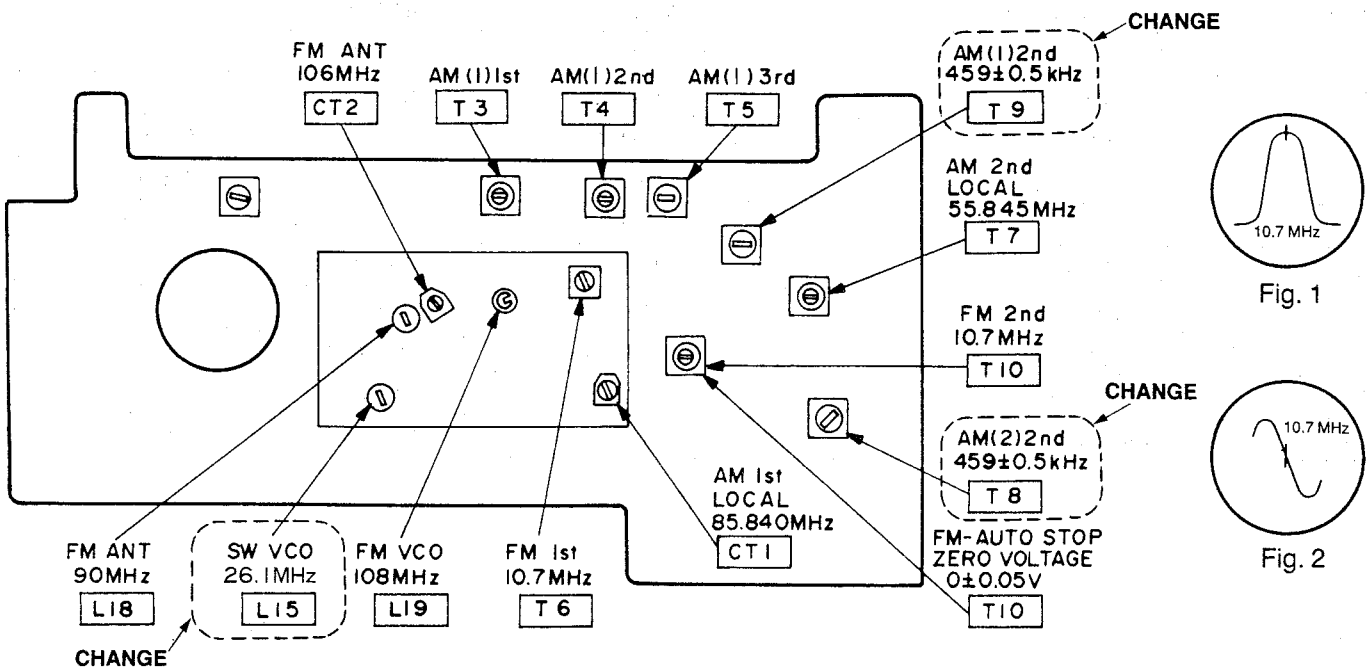 CHANGE
FM ANT
106MHz
CT2
AM(1)1st
T3
AM(1)2nd
T4
AM(1)3rd
T5
AM(1)2nd
459±0.5kHz
T9
AM 2nd
LOCAL
55.845MHz
T7
FM 2nd
10.7MHz
T10
CHANGE
AM(2)2nd
459±0.5kHz
T8
FM-AUTO STOP
ZERO VOLTAGE
0±0.05V
T10
AM 1st
LOCAL
85.840MHz
CT1
FM ANT
90MHz
L18
SW VCO
26.1MHz
L15
FM VCO
108MHz
L19
FM 1st
10.7MHz
T6
CHANGE
10.7 MHz
Fig. 1
10.7 MHz
Fig. 2